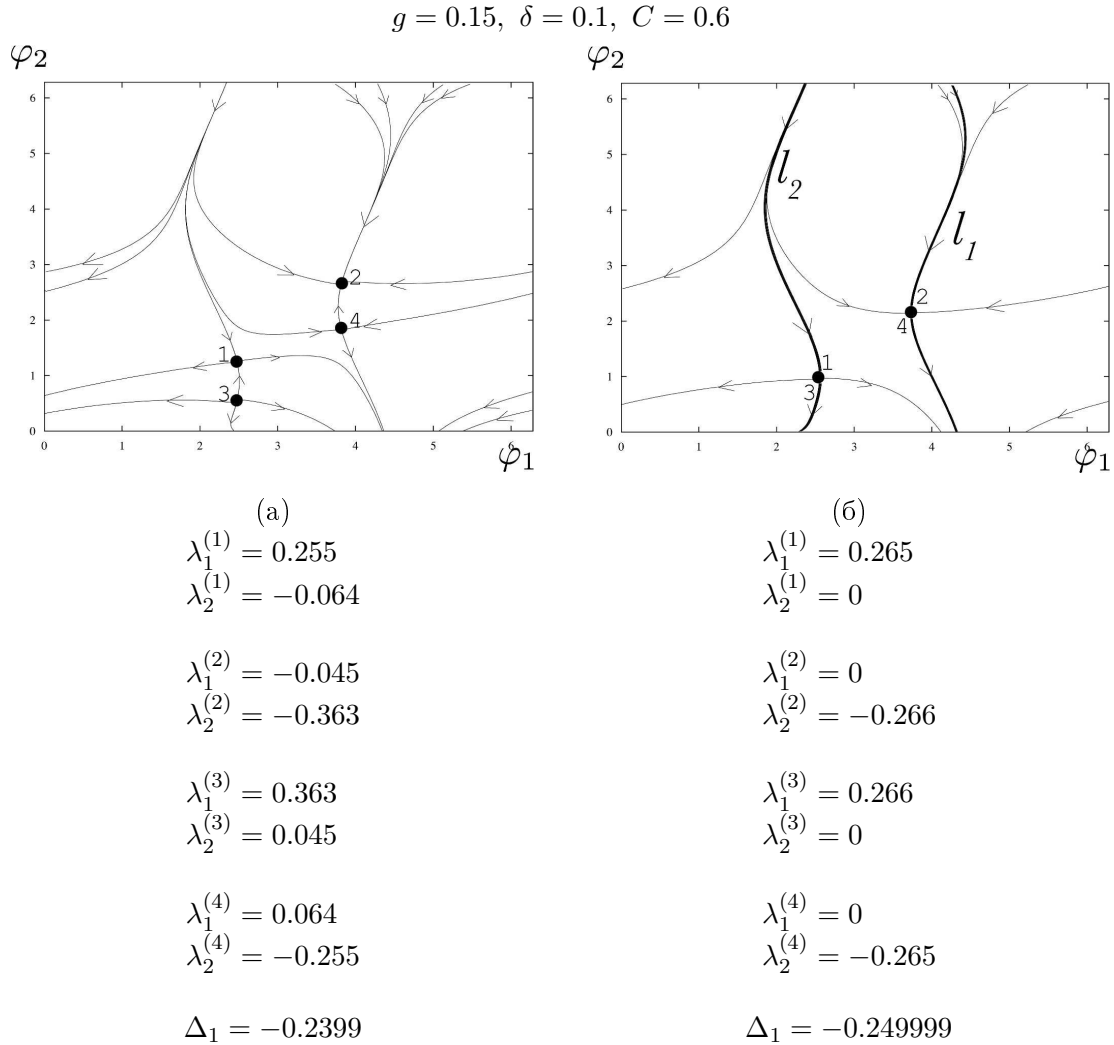 g = 0.15, δ = 0.1, C = 0.6
φ₂
6
5
4
3
2
1
0
0 1 2 3 4 5 6
2
4
1
3
φ₁
(а)
φ₂
6
5
4
3
2
1
0
0 1 2 3 4 5 6
l₂
l₁
2
4
1
3
φ₁
(б)
λ₁⁽¹⁾ = 0.255
λ₂⁽¹⁾ = −0.064
λ₁⁽²⁾ = −0.045
λ₂⁽²⁾ = −0.363
λ₁⁽³⁾ = 0.363
λ₂⁽³⁾ = 0.045
λ₁⁽⁴⁾ = 0.064
λ₂⁽⁴⁾ = −0.255
Δ₁ = −0.2399
λ₁⁽¹⁾ = 0.265
λ₂⁽¹⁾ = 0
λ₁⁽²⁾ = 0
λ₂⁽²⁾ = −0.266
λ₁⁽³⁾ = 0.266
λ₂⁽³⁾ = 0
λ₁⁽⁴⁾ = 0
λ₂⁽⁴⁾ = −0.265
Δ₁ = −0.249999